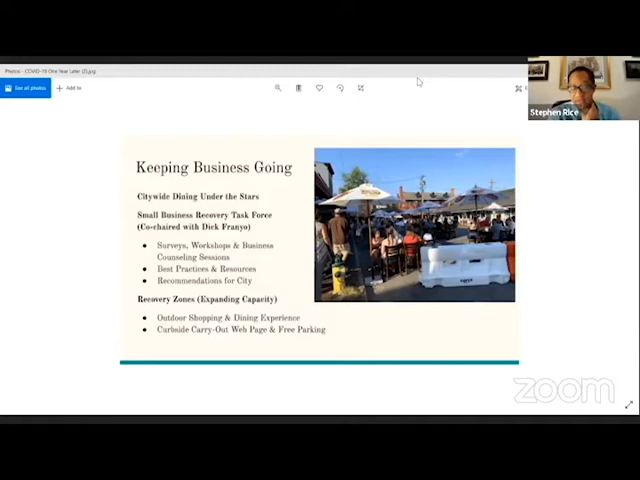 Photos - COVID-19 One Year Later (2).jpg
See all photos
Add to
Stephen Rice
Keeping Business Going
Citywide Dining Under the Stars
Small Business Recovery Task Force
(Co-chaired with Dick Franyo)
Surveys, Workshops & Business
Counseling Sessions
Best Practices & Resources
Recommendations for City
Recovery Zones (Expanding Capacity)
Outdoor Shopping & Dining Experience
Curbside Carry-Out Web Page & Free Parking
zoom